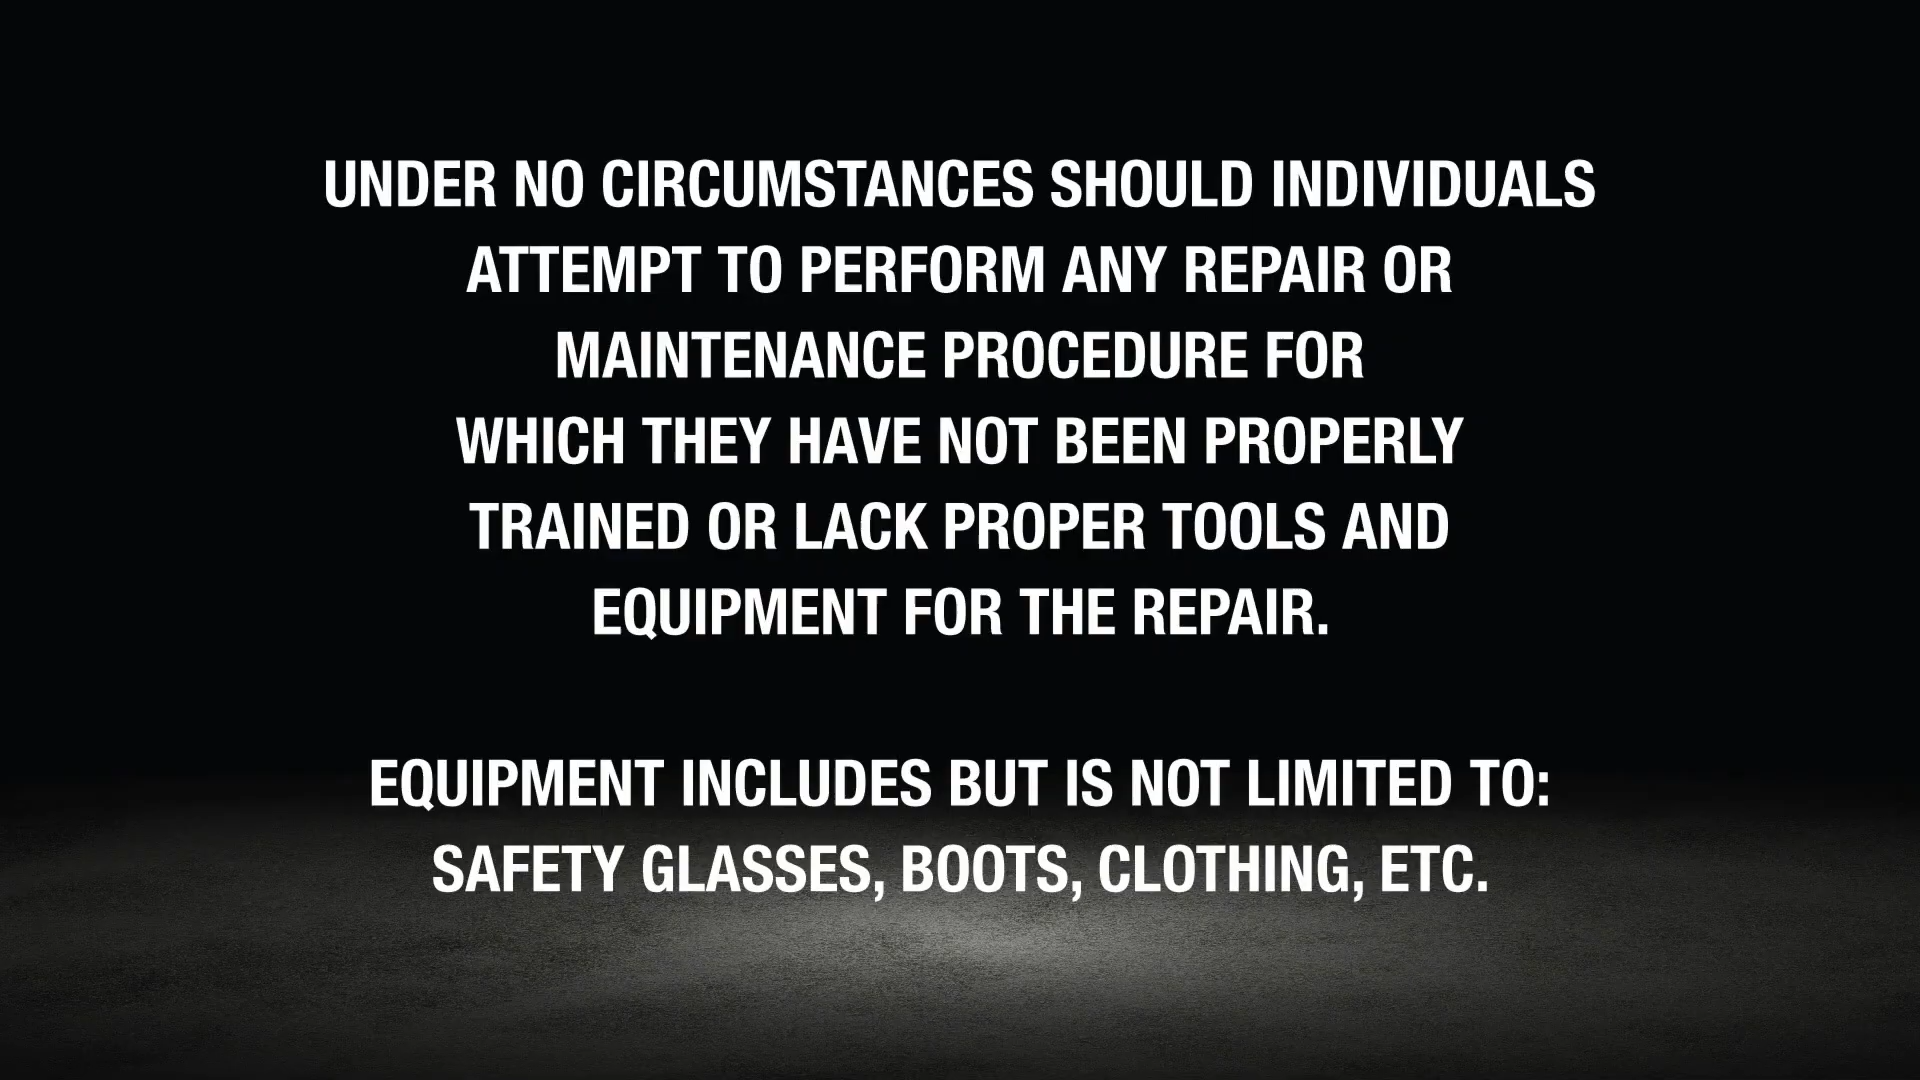 UNDER NO CIRCUMSTANCES SHOULD INDIVIDUALS
ATTEMPT TO PERFORM ANY REPAIR OR
MAINTENANCE PROCEDURE FOR
WHICH THEY HAVE NOT BEEN PROPERLY
TRAINED OR LACK PROPER TOOLS AND
EQUIPMENT FOR THE REPAIR.
EQUIPMENT INCLUDES BUT IS NOT LIMITED TO:
SAFETY GLASSES, BOOTS, CLOTHING, ETC.